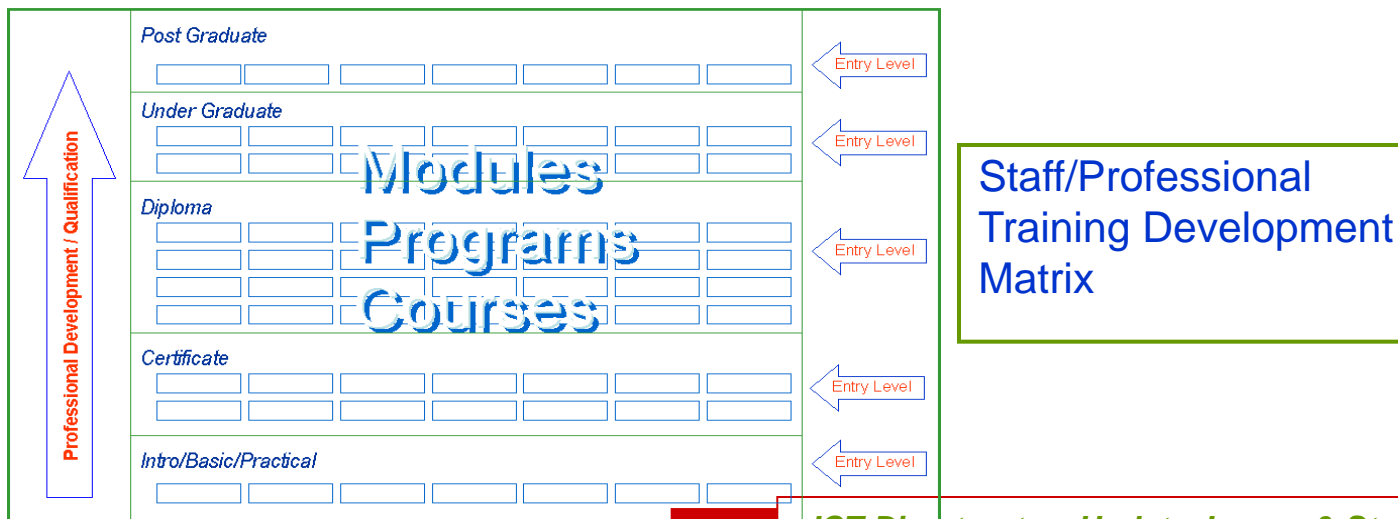 Post Graduate
Entry Level
Under Graduate
Entry Level
Professional Development / Qualification
Modules
Programs
Courses
Diploma
Entry Level
Certificate
Entry Level
Intro/Basic/Practical
Entry Level
Staff/Professional
Training Development
Matrix